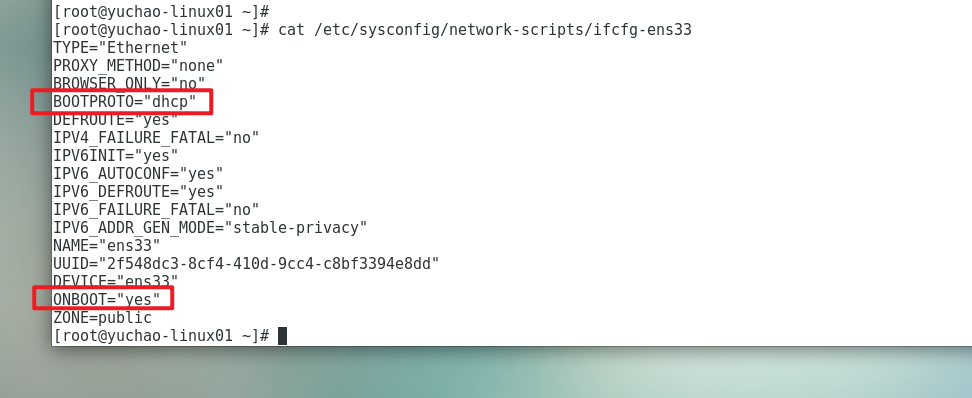 [root@yuchao-linux01 ~]#
[root@yuchao-linux01 ~]# cat /etc/sysconfig/network-scripts/ifcfg-ens33
TYPE="Ethernet"
PROXY_METHOD="none"
BROWSER_ONLY="no"
BOOTPROTO="dhcp"
DEFROUTE="yes"
IPV4_FAILURE_FATAL="no"
IPV6INIT="yes"
IPV6_AUTOCONF="yes"
IPV6_DEFROUTE="yes"
IPV6_FAILURE_FATAL="no"
IPV6_ADDR_GEN_MODE="stable-privacy"
NAME="ens33"
UUID="2f548dc3-8cf4-410d-9cc4-c8bf3394e8dd"
DEVICE="ens33"
ONBOOT="yes"
ZONE=public
[root@yuchao-linux01 ~]#